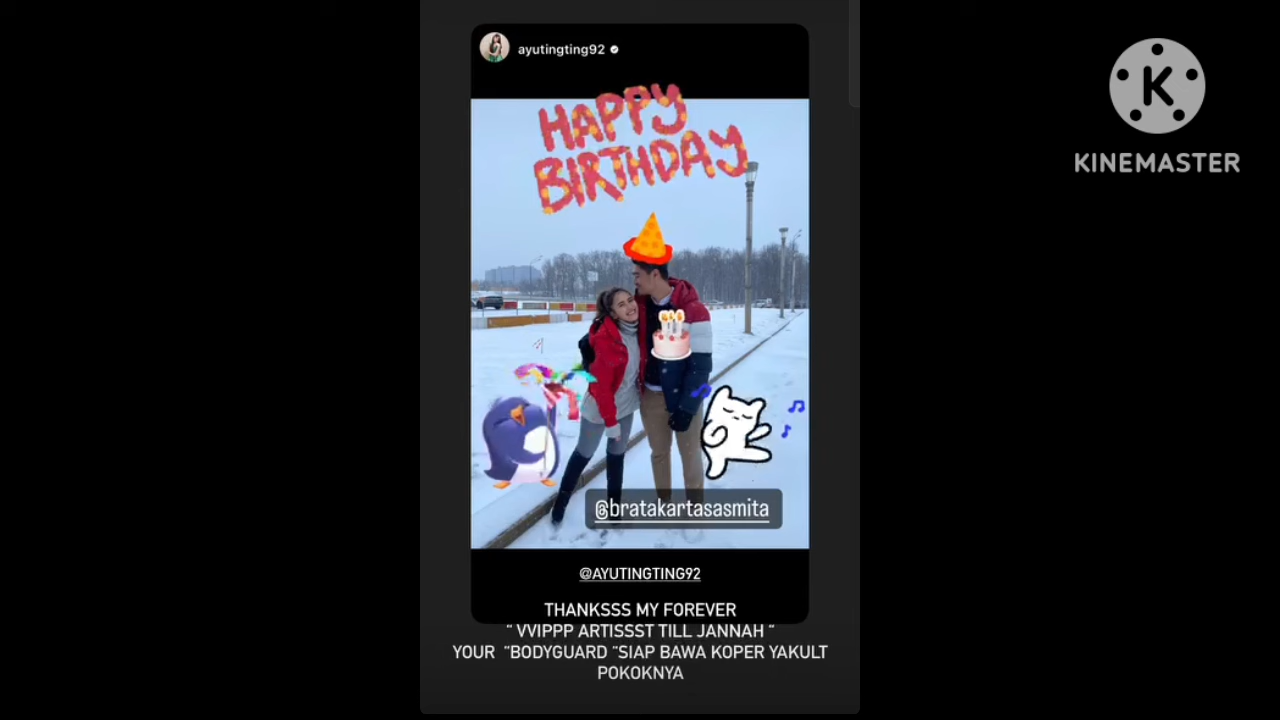 ayutingting92
HAPPY
BIRTHDAY
@bratakartasasmita
@AYUTINGTING92
THANKSSS MY FOREVER
“ VVIPPP ARTISSST TILL JANNAH “
YOUR “BODYGUARD “SIAP BAWA KOPER YAKULT
POKOKNYA
K
KINEMASTER